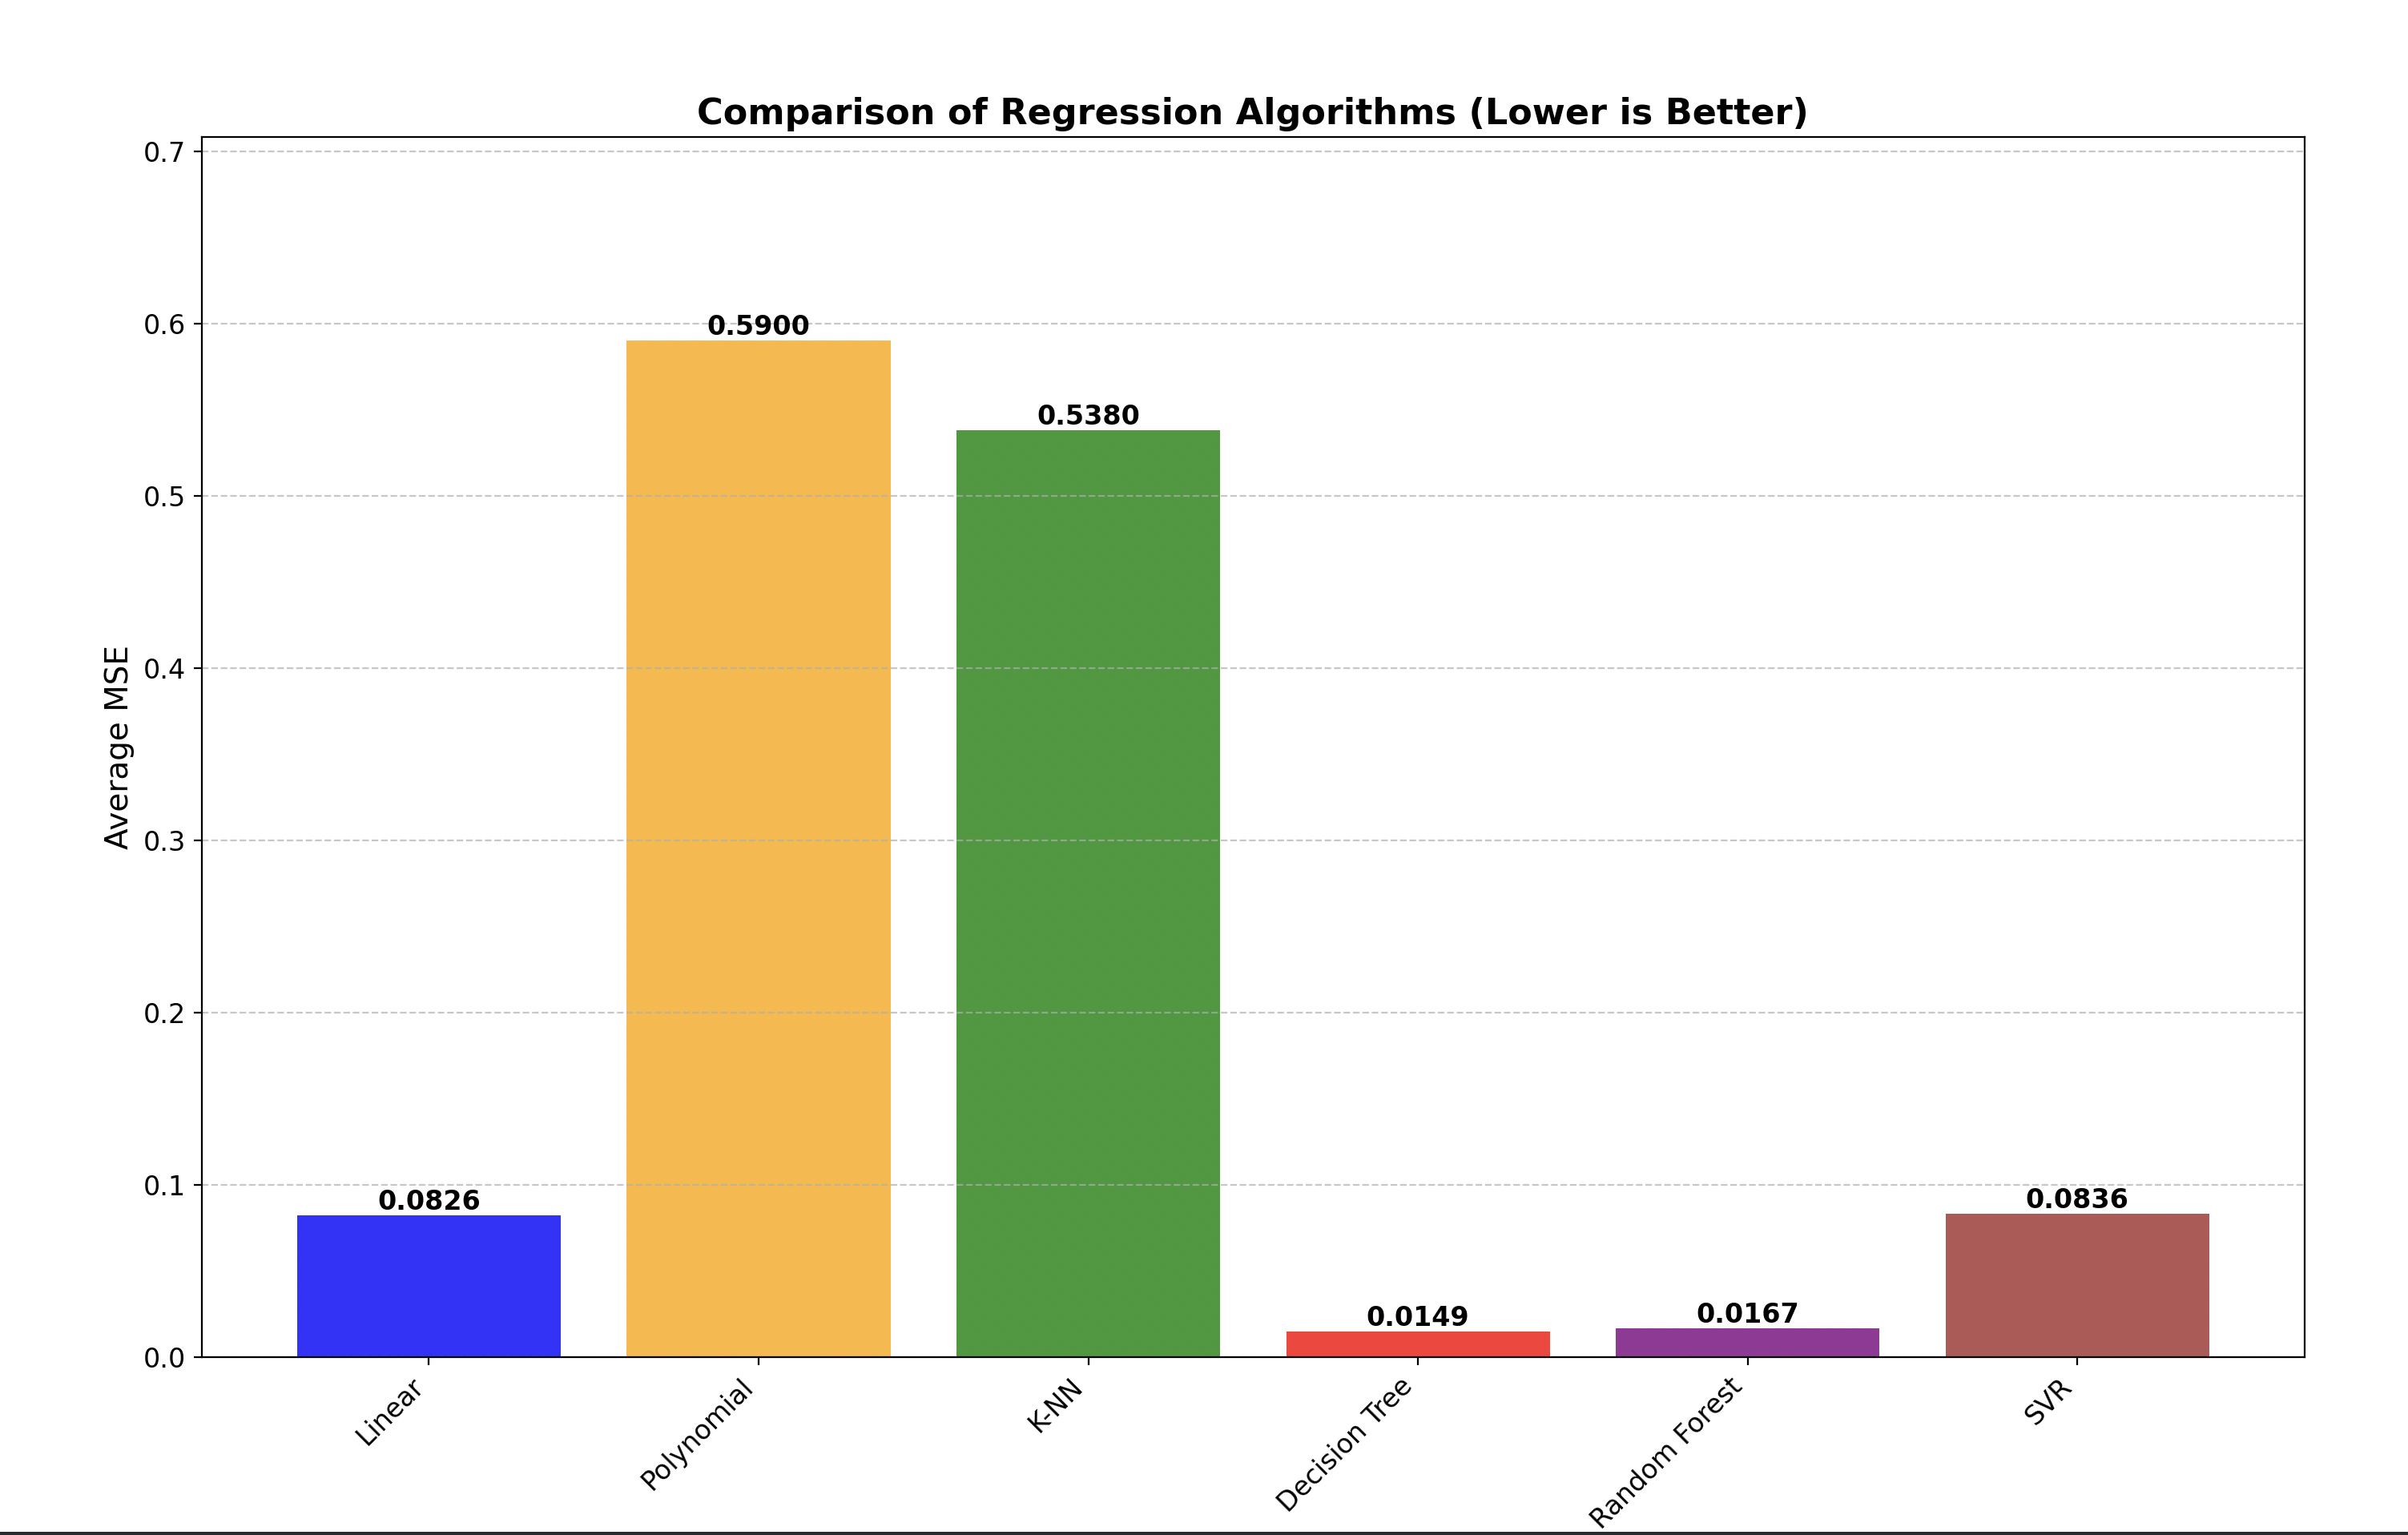 Comparison of Regression Algorithms (Lower is Better)
Average MSE
0.7
0.6
0.5
0.4
0.3
0.2
0.1
0.0
0.0826
0.5900
0.5380
0.0149
0.0167
0.0836
Linear
Polynomial
K-NN
Decision Tree
Random Forest
SVR